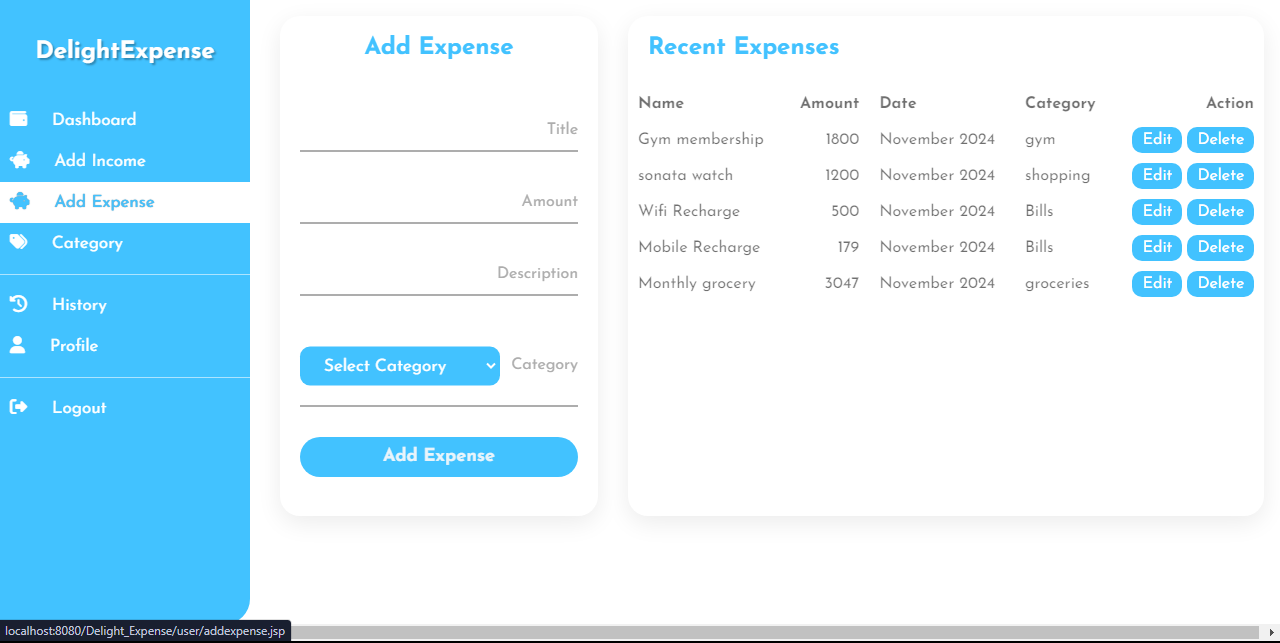 DelightExpense
Dashboard
Add Income
Add Expense
Category
History
Profile
Logout
Add Expense
Title
Amount
Description
Select Category Category
Add Expense
Recent Expenses
Name Amount Date Category Action
Gym membership 1800 November 2024 gym Edit Delete
sonata watch 1200 November 2024 shopping Edit Delete
Wifi Recharge 500 November 2024 Bills Edit Delete
Mobile Recharge 179 November 2024 Bills Edit Delete
Monthly grocery 3047 November 2024 groceries Edit Delete
localhost:8080/Delight_Expense/user/addexpense.jsp